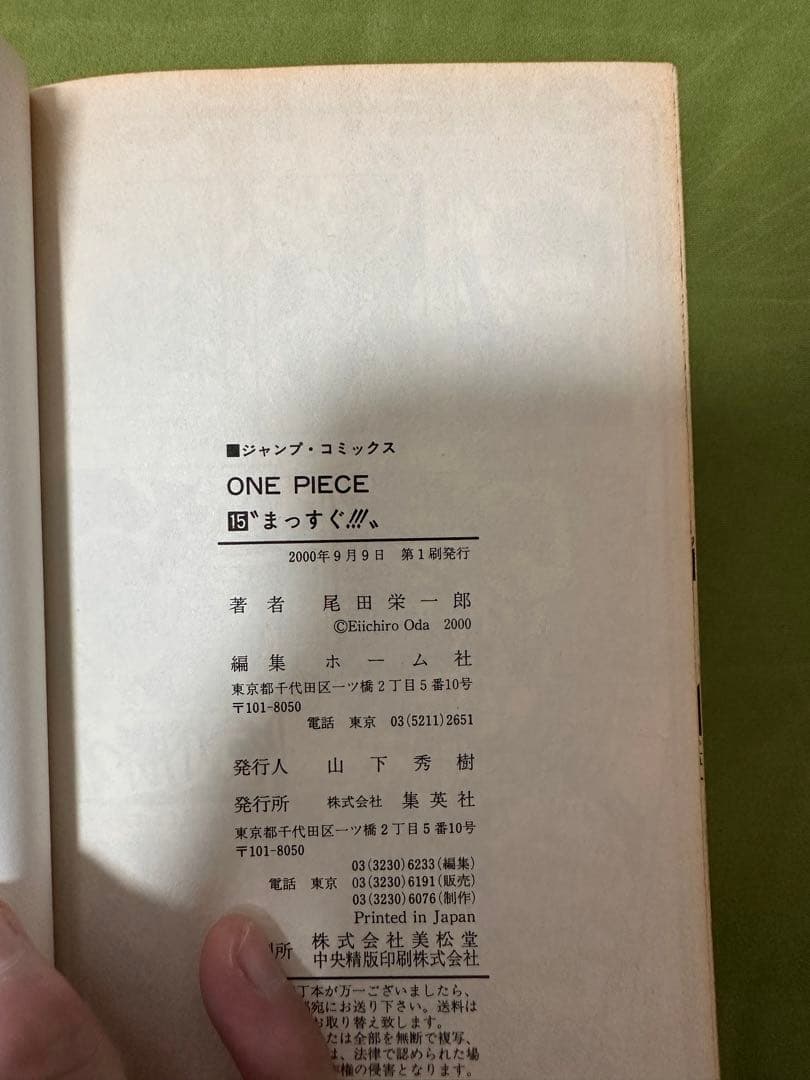 ■ジャンプ・コミックス
ONE PIECE
15〝まっすぐ!!!〟
2000年9月9日 第1刷発行
著者 尾田栄一郎
©Eiichiro Oda 2000
編集 ホーム社
東京都千代田区一ツ橋2丁目5番10号
〒101-8050
電話 東京 03(5211)2651
発行人 山下秀樹
発行所 株式会社 集英社
東京都千代田区一ツ橋2丁目5番10号
〒101-8050
03(3230)6233(編集)
電話 東京 03(3230)6191(販売)
03(3230)6076(制作)
Printed in Japan
刷所 株式会社美松堂
中央精版印刷株式会社
丁本が万一ございましたら、
部宛にお送り下さい。送料は
お取り替え致します。
たは全部を無断で複写、
は、法律で認められた場
権の侵害となります。